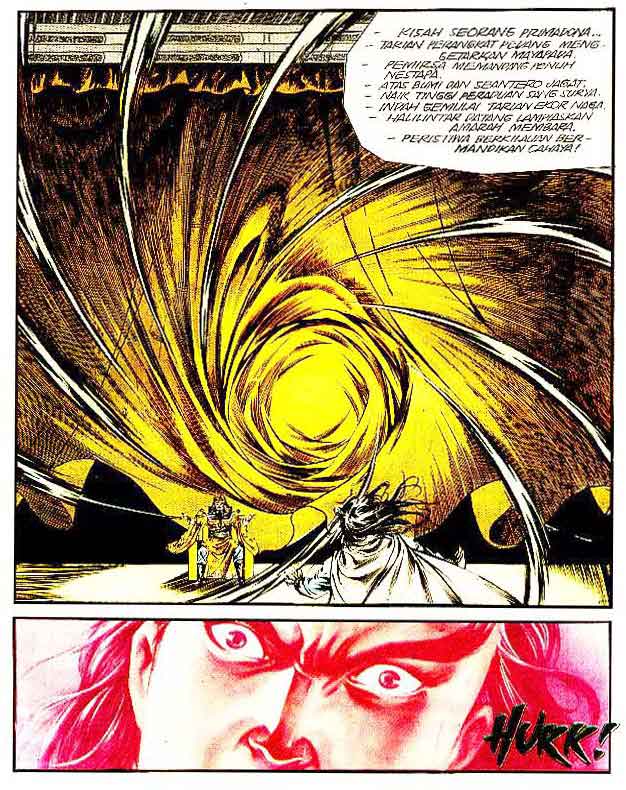 - KISAH SEORANG PRIMADONA...
- TARIAN PERANGKAT PEDANG MENG-
GETARKAN MAYAPADA.
- PEMIRSA MEMANDANG PENUH
NESTAPA.
- ATAS BUMI DAN SEANTERO JAGAT.
- NAIK TINGGI PERADUAN SANG SURYA.
- INDAH GEMULAI TARIAN EKOR NAGA.
- HALILINTAR DATANG LAMPIASKAN
AMARAH MEMBARA.
- PERISTIWA BERKILAUAN BER-
MANDIKAN CAHAYA!
HURK!